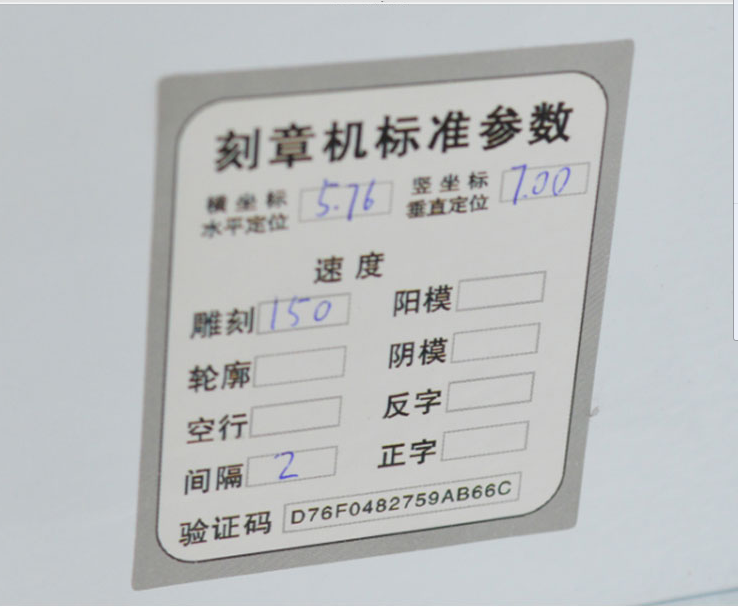 刻章机标准参数
横坐标 水平定位 5.76 竖坐标 垂直定位 7.00
速度
雕刻 150 阳模
轮廓 阴模
空行 反字
间隔 2 正字
验证码 D76F0482759AB66C